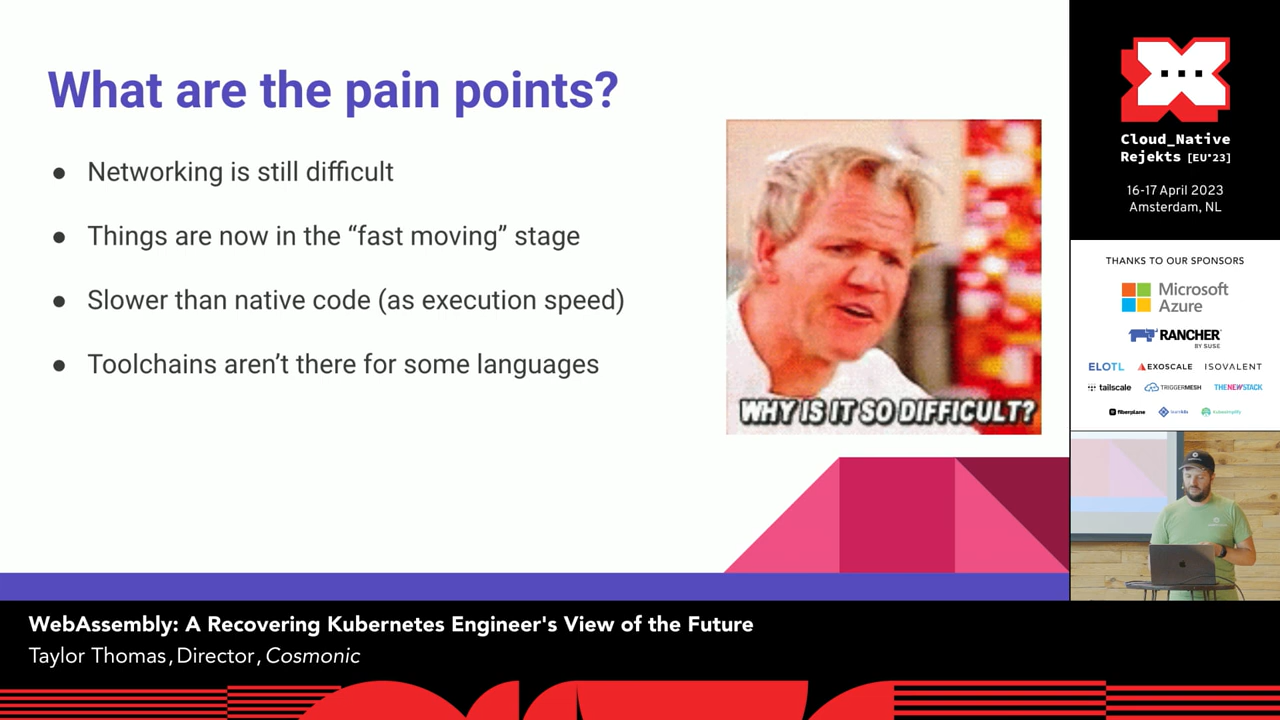 What are the pain points?
● Networking is still difficult
● Things are now in the “fast moving” stage
● Slower than native code (as execution speed)
● Toolchains aren’t there for some languages
WHY IS IT SO DIFFICULT?
Cloud_Native
Rejekts [EU*23]
16-17 April 2023
Amsterdam, NL
THANKS TO OUR SPONSORS
Microsoft
Azure
RANCHER
BY SUSE
ELOTL EXOSCALE ISOVALENT
tailscale TRIGGERMESH THENEWSTACK
fiberplane
WebAssembly: A Recovering Kubernetes Engineer's View of the Future
Taylor Thomas, Director, Cosmonic